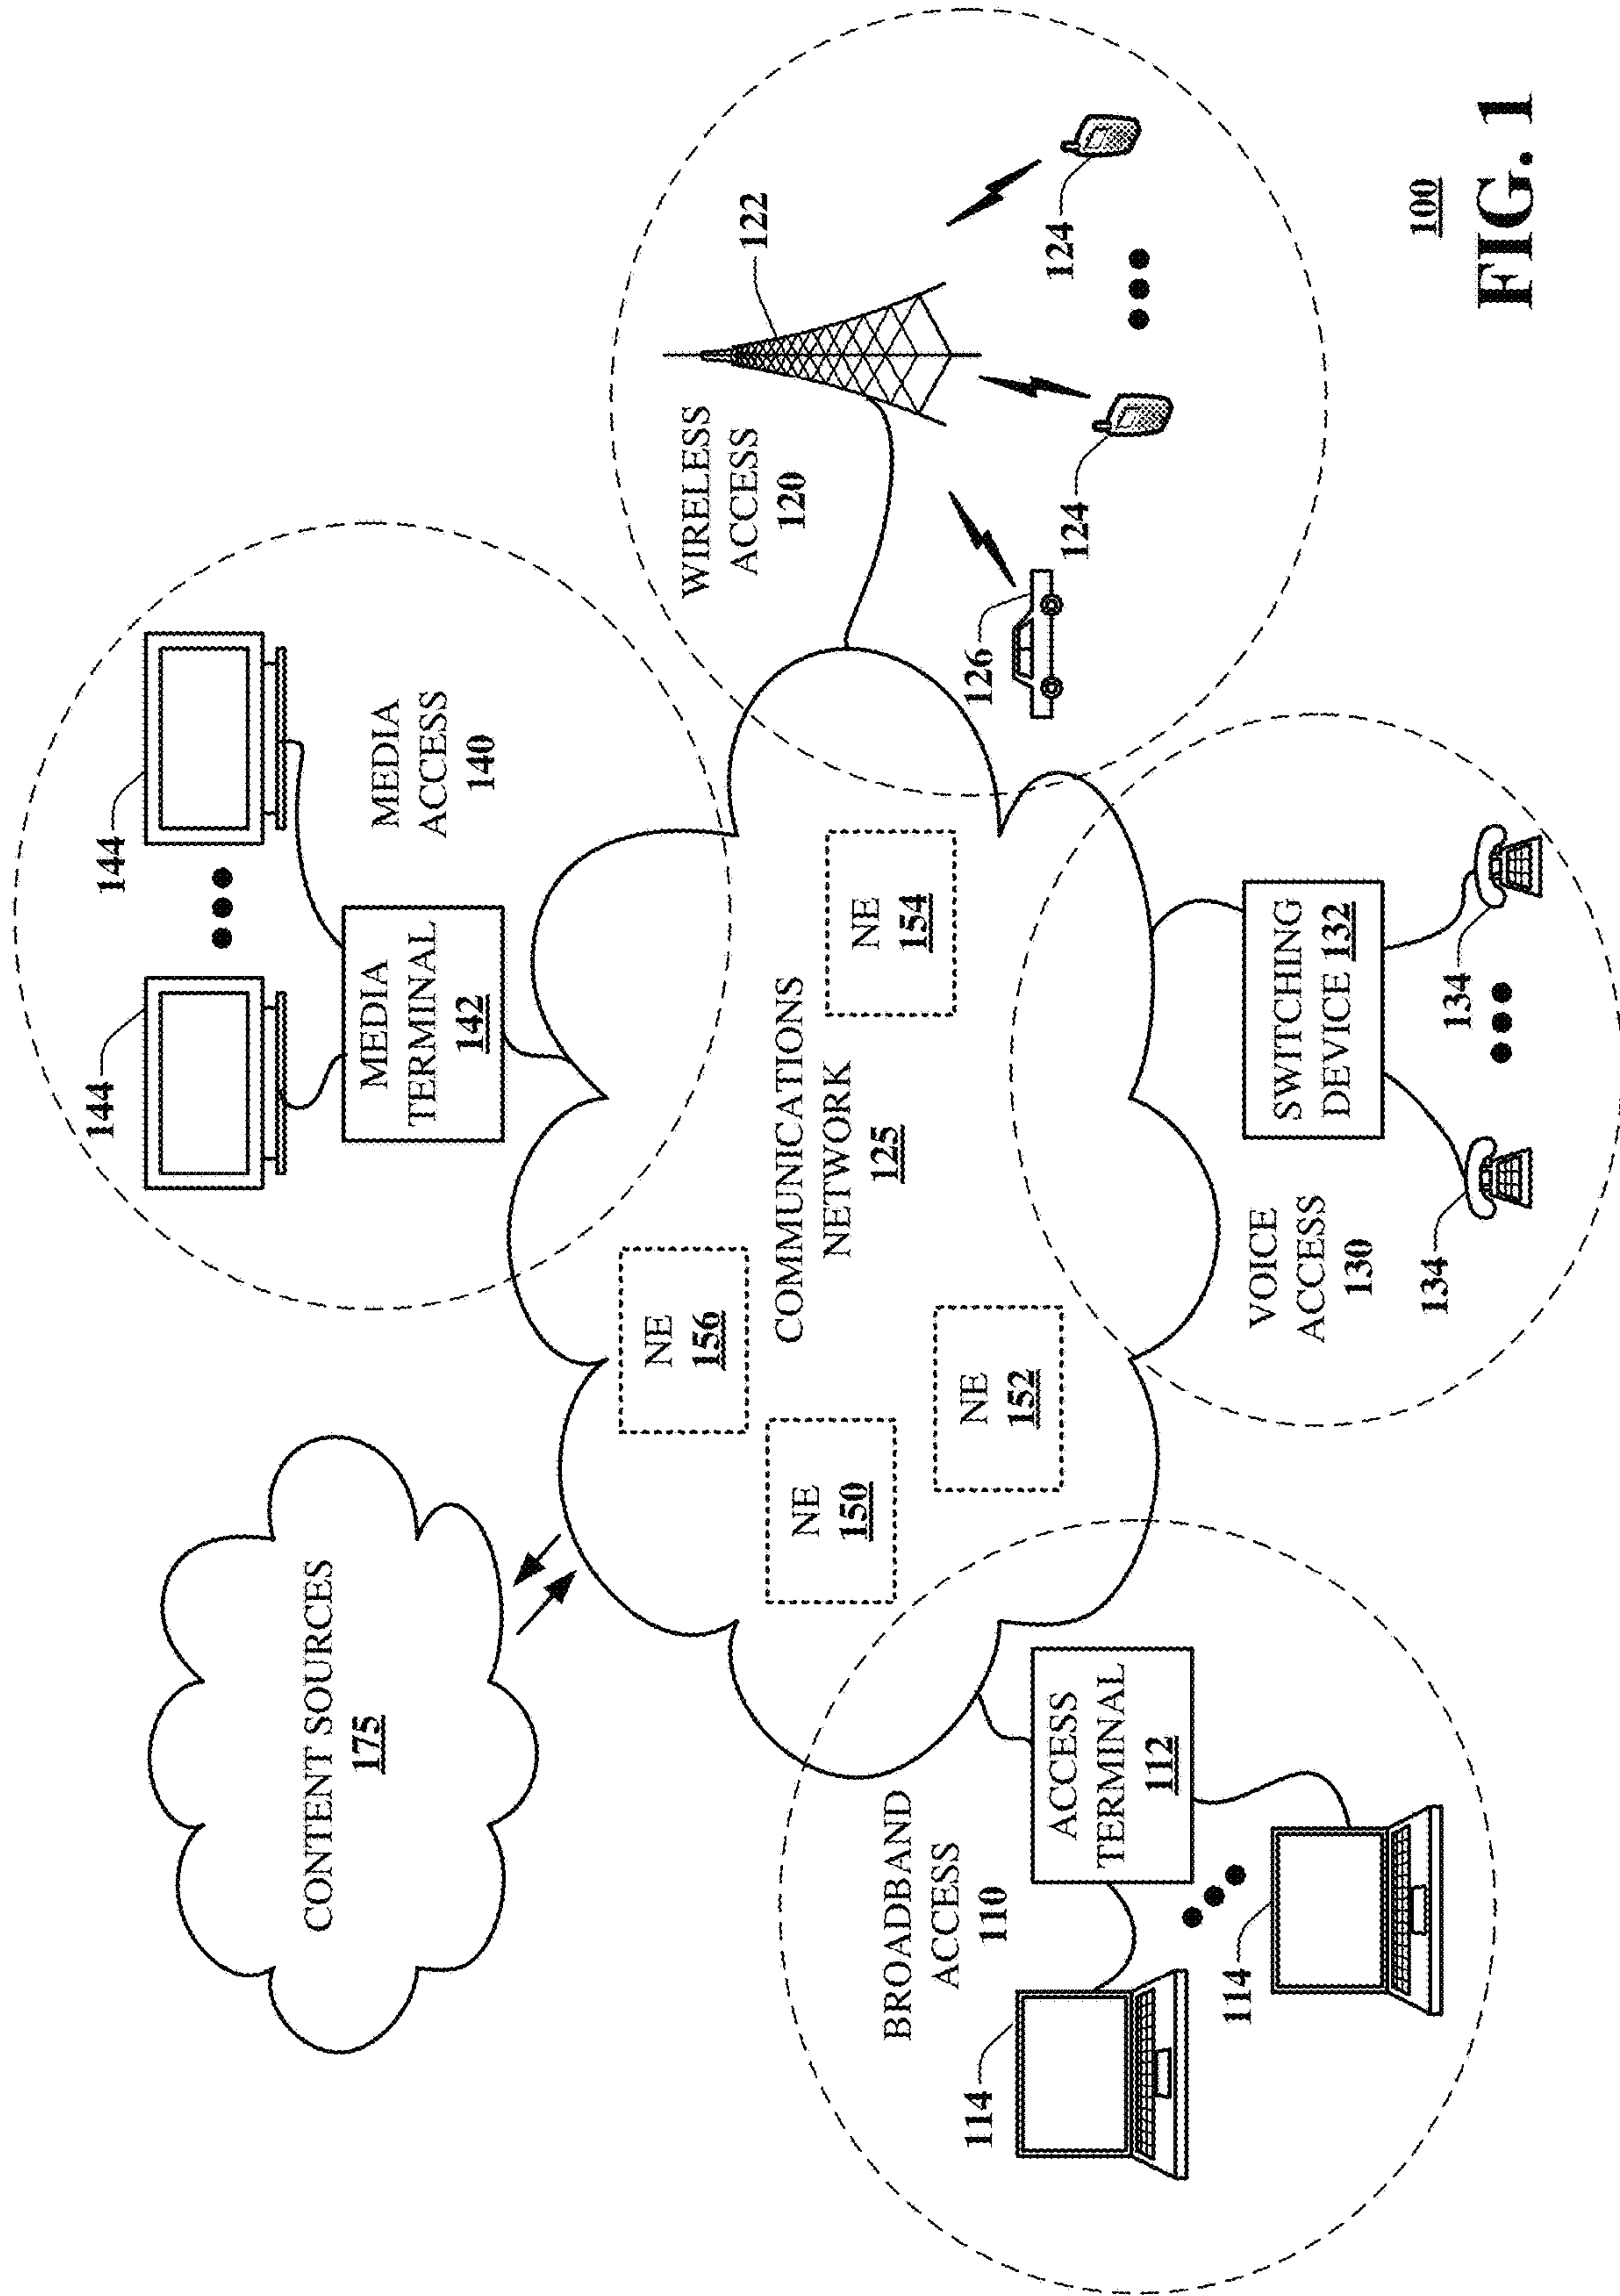 CONTENT SOURCES
175
144
144
MEDIA
TERMINAL
142
MEDIA
ACCESS
140
WIRELESS
ACCESS
120
122
124
124
126
NE
156
NE
150
NE
152
NE
154
COMMUNICATIONS
NETWORK
125
BROADBAND
ACCESS
110
ACCESS
TERMINAL
112
114
114
VOICE
ACCESS
130
SWITCHING
DEVICE 132
134
134
100
FIG. 1